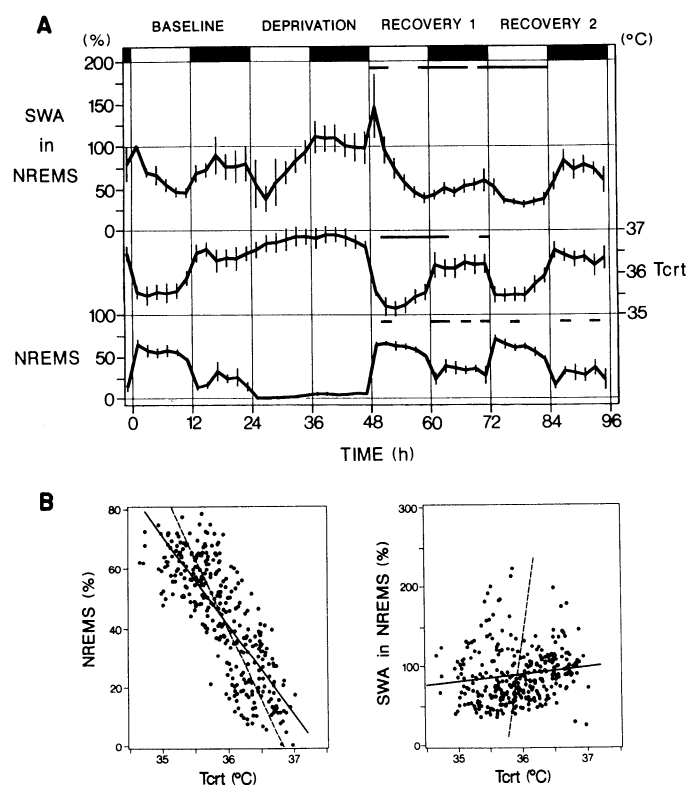 A
BASELINE DEPRIVATION RECOVERY 1 RECOVERY 2
(%) (°C)
200
150
SWA
in
NREMS
100
50
0
37
36 Tcrt
35
100
NREMS 50
0
0 12 24 36 48 60 72 84 96
TIME (h)
B
80
60
40
20
0
NREMS (%)
35 36 37
Tcrt (°C)
300
200
100
0
SWA in NREMS (%)
35 36 37
Tcrt (°C)